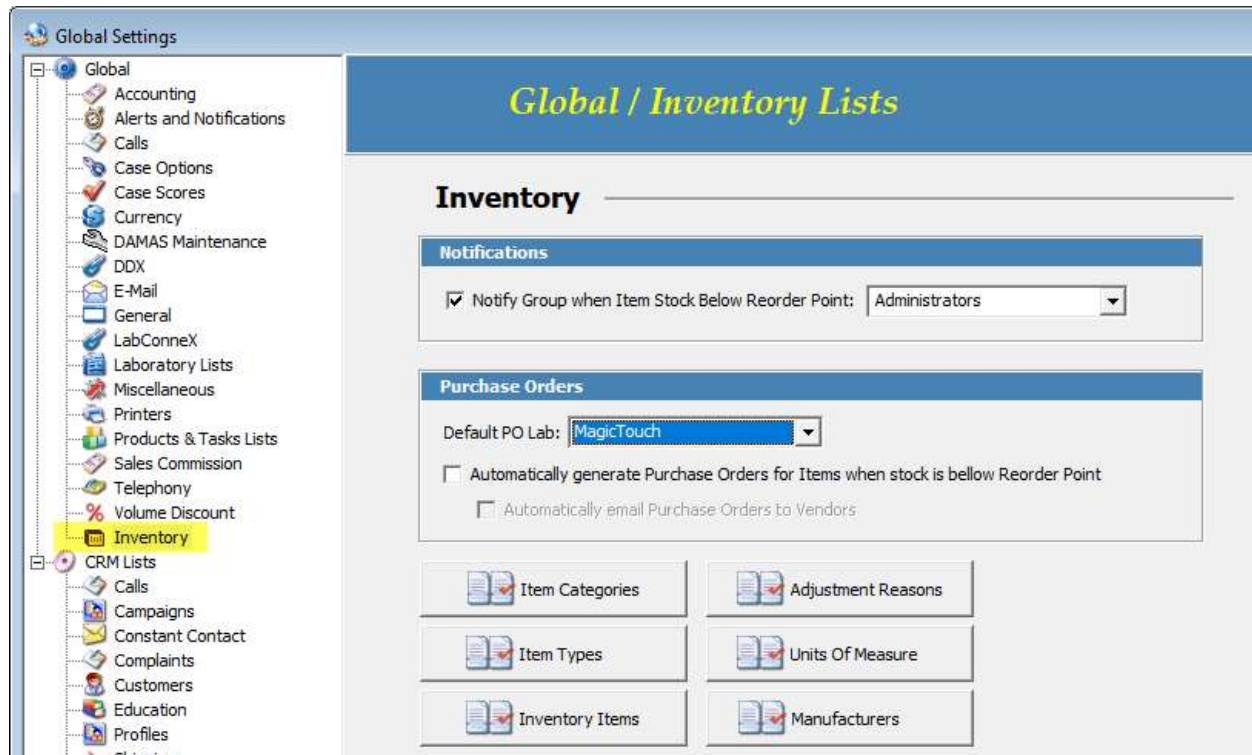 Global Settings
Global
Accounting
Alerts and Notifications
Calls
Case Options
Case Scores
Currency
DAMAS Maintenance
DDX
E-Mail
General
LabConneX
Laboratory Lists
Miscellaneous
Printers
Products & Tasks Lists
Sales Commission
Telephony
Volume Discount
Inventory
CRM Lists
Calls
Campaigns
Constant Contact
Complaints
Customers
Education
Profiles
Global / Inventory Lists
Inventory
Notifications
Notify Group when Item Stock Below Reorder Point: Administrators
Purchase Orders
Default PO Lab: MagicTouch
Automatically generate Purchase Orders for Items when stock is bellow Reorder Point
Automatically email Purchase Orders to Vendors
Item Categories Adjustment Reasons
Item Types Units Of Measure
Inventory Items Manufacturers